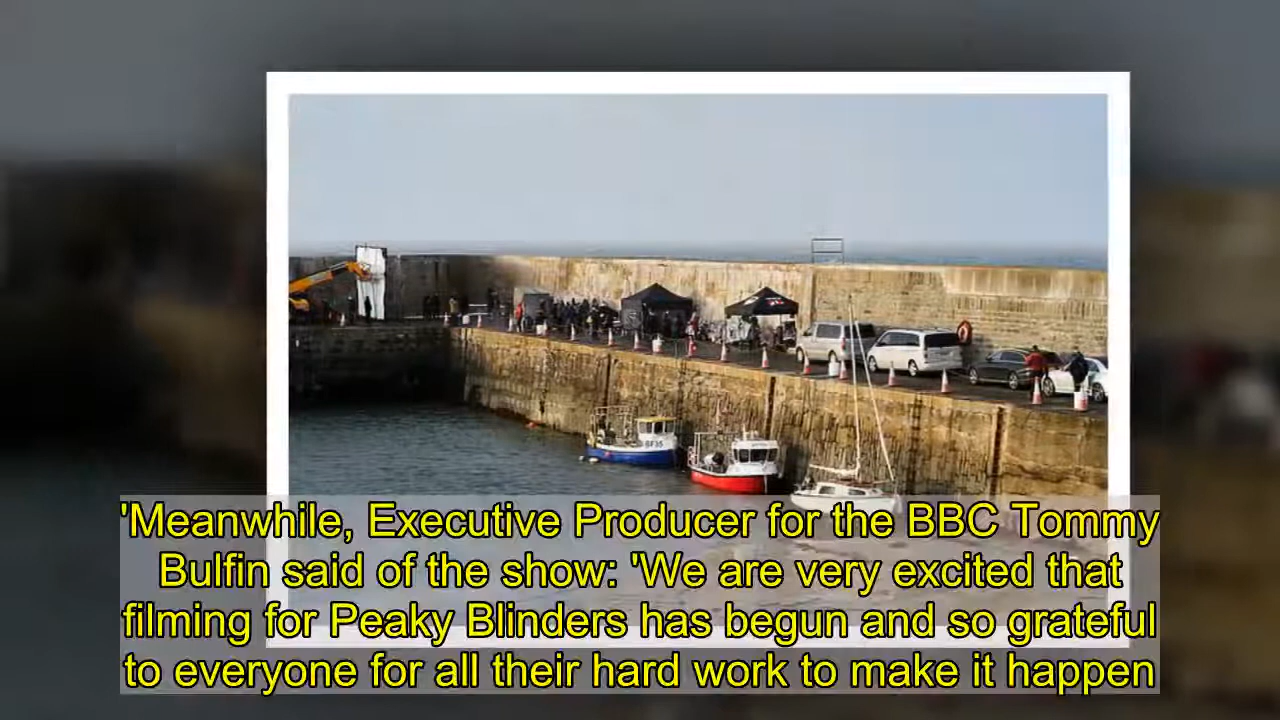 'Meanwhile, Executive Producer for the BBC Tommy
Bulfin said of the show: 'We are very excited that
filming for Peaky Blinders has begun and so grateful
to everyone for all their hard work to make it happen
BF35